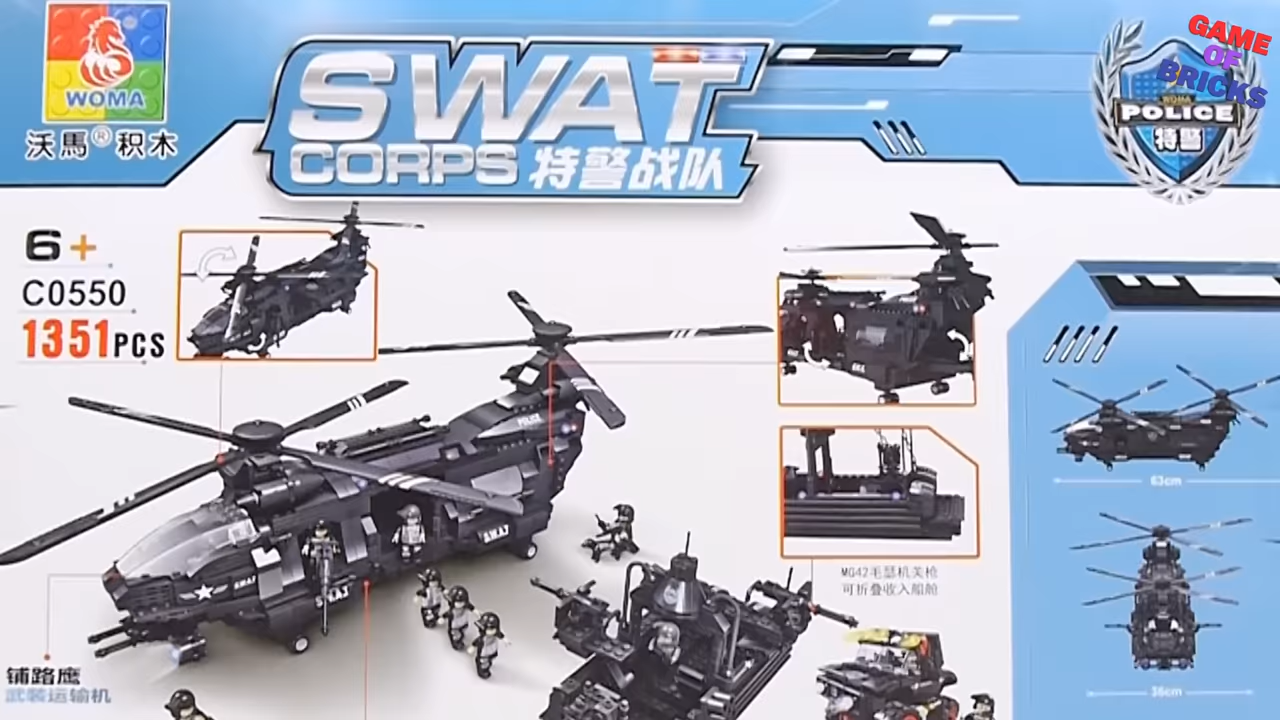 WOMA
沃馬®积木
SWAT
CORPS 特警战队
GAME
OF
BRICKS
WOMA
POLICE
特警
6+
C0550
1351PCS
POLICE
SWAT
SWAT
SWAT
MG42毛瑟机关枪
可折叠收入船舱
63cm
36cm
铺路鹰
武装运输机